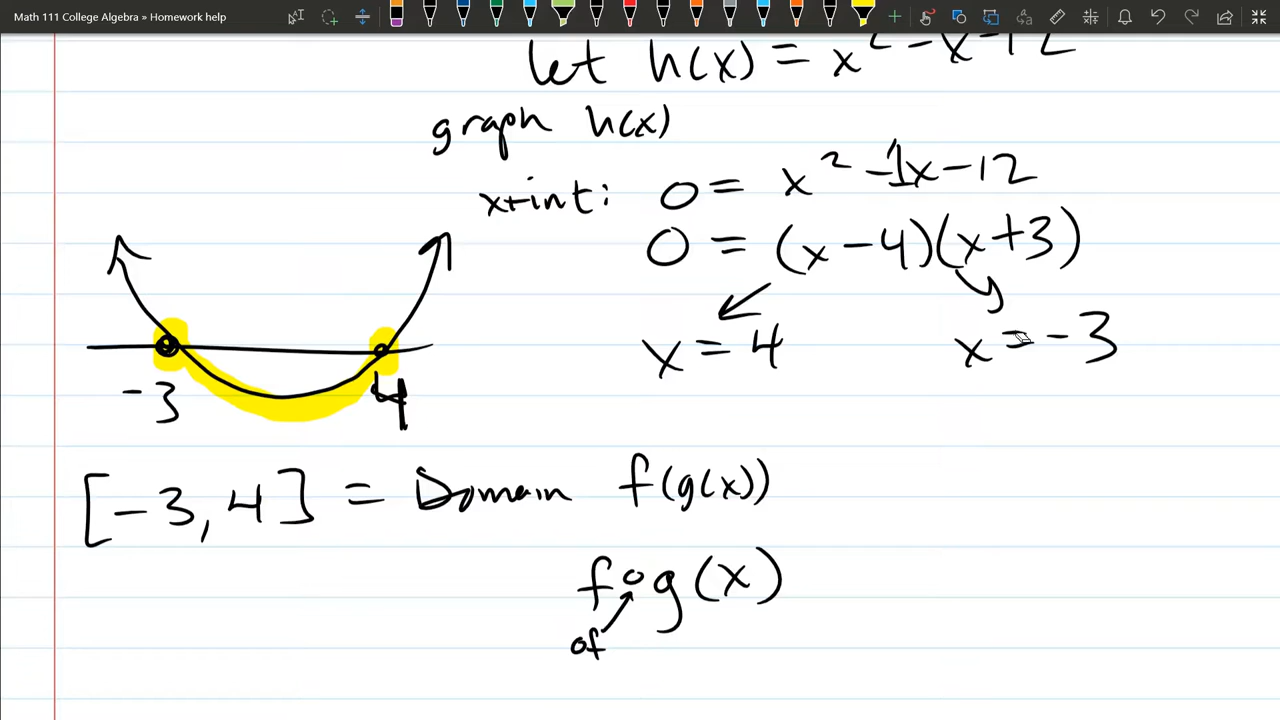 Math 111 College Algebra » Homework help
let h(x) = x² - x - 12
graph h(x)
x-int: 0 = x² - 1x - 12
0 = (x - 4)(x + 3)
x = 4 x = -3
-3 4
[-3, 4] = Domain f(g(x))
f∘g(x)
of